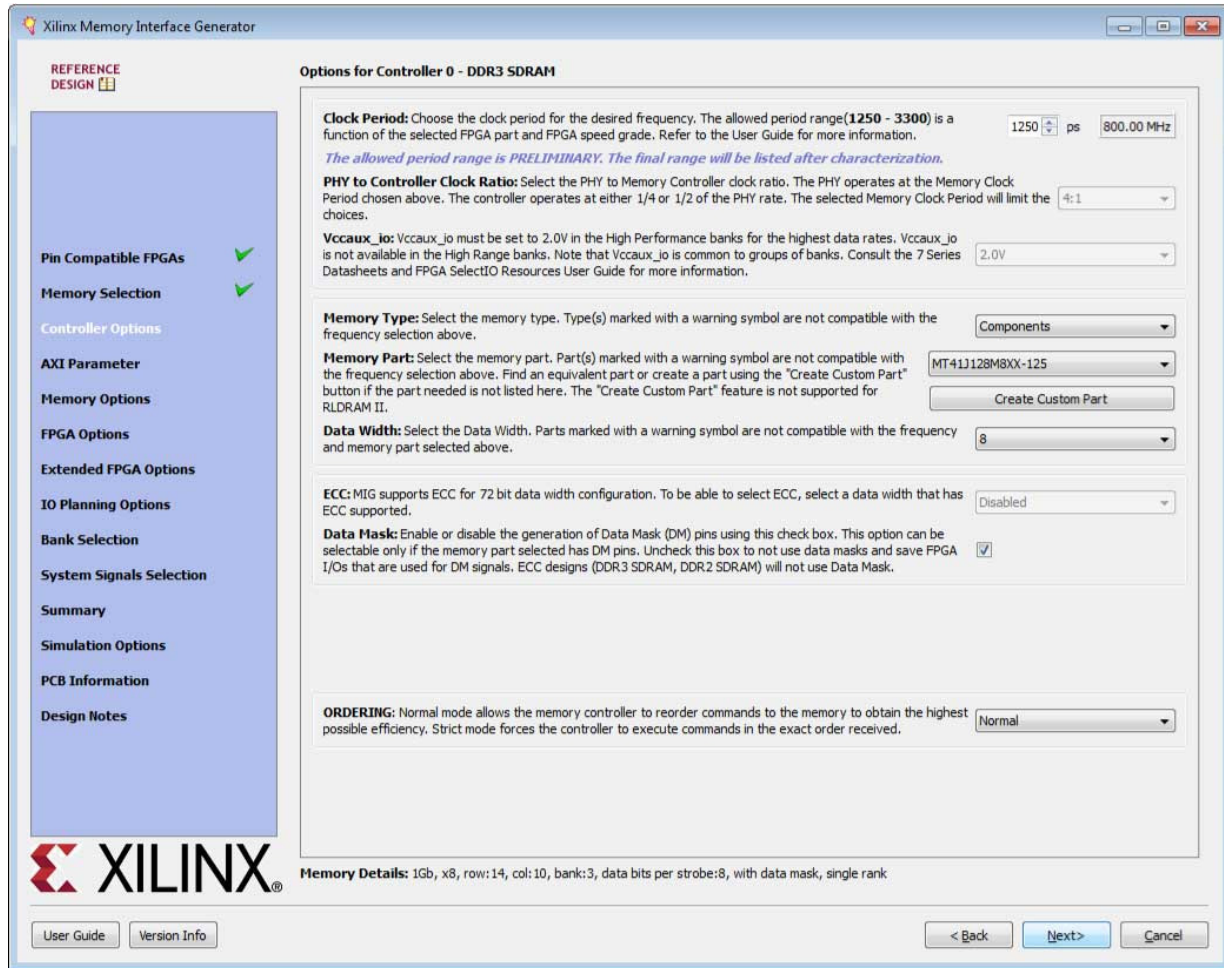 Xilinx Memory Interface Generator
REFERENCE
DESIGN
Options for Controller 0 - DDR3 SDRAM
Clock Period: Choose the clock period for the desired frequency. The allowed period range(1250 - 3300) is a
function of the selected FPGA part and FPGA speed grade. Refer to the User Guide for more information.
1250 ps 800.00 MHz
The allowed period range is PRELIMINARY. The final range will be listed after characterization.
PHY to Controller Clock Ratio: Select the PHY to Memory Controller clock ratio. The PHY operates at the Memory Clock
Period chosen above. The controller operates at either 1/4 or 1/2 of the PHY rate. The selected Memory Clock Period will limit the
choices.
4:1
Vccaux_io: Vccaux_io must be set to 2.0V in the High Performance banks for the highest data rates. Vccaux_io
is not available in the High Range banks. Note that Vccaux_io is common to groups of banks. Consult the 7 Series
Datasheets and FPGA SelectIO Resources User Guide for more information.
2.0V
Pin Compatible FPGAs
Memory Selection
Controller Options
AXI Parameter
Memory Options
FPGA Options
Extended FPGA Options
IO Planning Options
Bank Selection
System Signals Selection
Summary
Simulation Options
PCB Information
Design Notes
Memory Type: Select the memory type. Type(s) marked with a warning symbol are not compatible with the
frequency selection above.
Components
Memory Part: Select the memory part. Part(s) marked with a warning symbol are not compatible with
the frequency selection above. Find an equivalent part or create a part using the "Create Custom Part"
button if the part needed is not listed here. The "Create Custom Part" feature is not supported for
RLDRAM II.
MT41J128M8XX-125
Create Custom Part
Data Width: Select the Data Width. Parts marked with a warning symbol are not compatible with the frequency
and memory part selected above.
8
ECC: MIG supports ECC for 72 bit data width configuration. To be able to select ECC, select a data width that has
ECC supported.
Disabled
Data Mask: Enable or disable the generation of Data Mask (DM) pins using this check box. This option can be
selectable only if the memory part selected has DM pins. Uncheck this box to not use data masks and save FPGA
I/Os that are used for DM signals. ECC designs (DDR3 SDRAM, DDR2 SDRAM) will not use Data Mask.
ORDERING: Normal mode allows the memory controller to reorder commands to the memory to obtain the highest
possible efficiency. Strict mode forces the controller to execute commands in the exact order received.
Normal
XILINX®
Memory Details: 1Gb, x8, row:14, col:10, bank:3, data bits per strobe:8, with data mask, single rank
User Guide
Version Info
< Back
Next>
Cancel